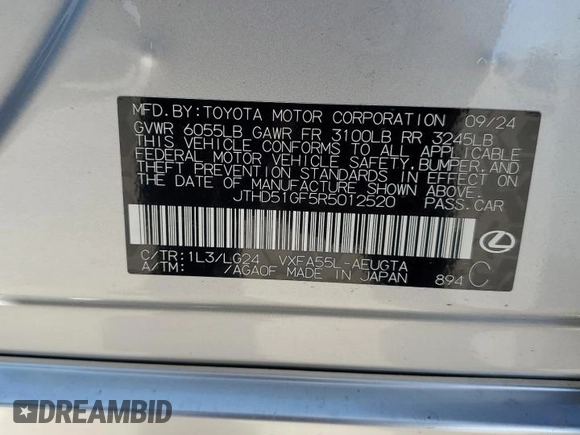 MFD.BY:TOYOTA MOTOR CORPORATION 09/24
GVWR 6055LB GAWR FR 3100LB RR 3245LB
THIS VEHICLE CONFORMS TO ALL APPLICABLE
FEDERAL MOTOR VEHICLE SAFETY,BUMPER,AND
THEFT PREVENTION STANDARDS IN EFFECT ON
THE DATE OF MANUFACTURE SHOWN ABOVE.
JTHD51GF5R5012520 PASS.CAR
C/TR:1L3/LG24 VXFA55L-AEUGTA
A/TM: /AGA0F MADE IN JAPAN 894 C
DREAMBID